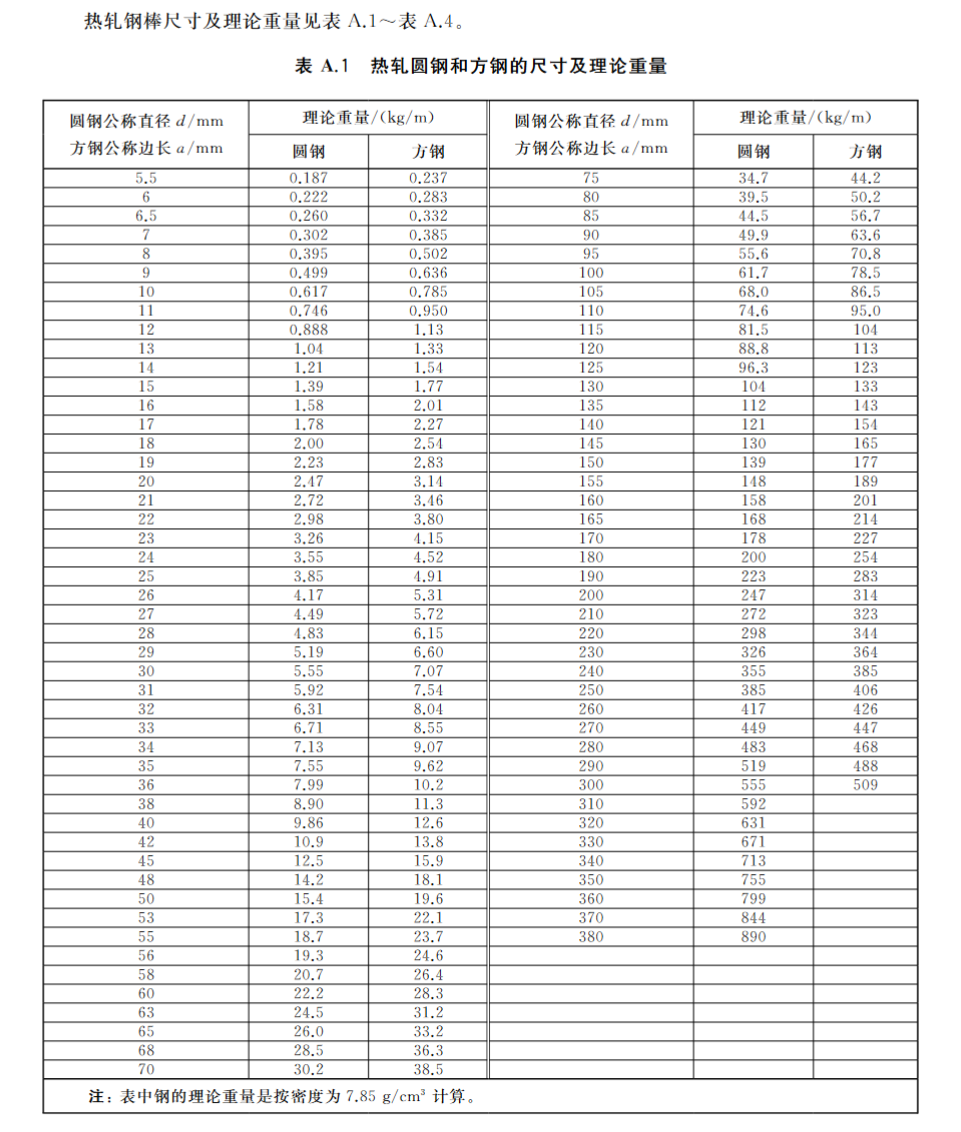 热轧钢棒尺寸及理论重量见表 A.1～表 A.4。
表 A.1 热轧圆钢和方钢的尺寸及理论重量
圆钢公称直径 d/mm 理论重量/(kg/m) 圆钢公称直径 d/mm 理论重量/(kg/m)
方钢公称边长 a/mm 圆钢 方钢 方钢公称边长 a/mm 圆钢 方钢
5.5 0.187 0.237 75 34.7 44.2
6 0.222 0.283 80 39.5 50.2
6.5 0.260 0.332 85 44.5 56.7
7 0.302 0.385 90 49.9 63.6
8 0.395 0.502 95 55.6 70.8
9 0.499 0.636 100 61.7 78.5
10 0.617 0.785 105 68.0 86.5
11 0.746 0.950 110 74.6 95.0
12 0.888 1.13 115 81.5 104
13 1.04 1.33 120 88.8 113
14 1.21 1.54 125 96.3 123
15 1.39 1.77 130 104 133
16 1.58 2.01 135 112 143
17 1.78 2.27 140 121 154
18 2.00 2.54 145 130 165
19 2.23 2.83 150 139 177
20 2.47 3.14 155 148 189
21 2.72 3.46 160 158 201
22 2.98 3.80 165 168 214
23 3.26 4.15 170 178 227
24 3.55 4.52 180 200 254
25 3.85 4.91 190 223 283
26 4.17 5.31 200 247 314
27 4.49 5.72 210 272 323
28 4.83 6.15 220 298 344
29 5.19 6.60 230 326 364
30 5.55 7.07 240 355 385
31 5.92 7.54 250 385 406
32 6.31 8.04 260 417 426
33 6.71 8.55 270 449 447
34 7.13 9.07 280 483 468
35 7.55 9.62 290 519 488
36 7.99 10.2 300 555 509
38 8.90 11.3 310 592
40 9.86 12.6 320 631
42 10.9 13.8 330 671
45 12.5 15.9 340 713
48 14.2 18.1 350 755
50 15.4 19.6 360 799
53 17.3 22.1 370 844
55 18.7 23.7 380 890
56 19.3 24.6
58 20.7 26.4
60 22.2 28.3
63 24.5 31.2
65 26.0 33.2
68 28.5 36.3
70 30.2 38.5
注：表中钢的理论重量是按密度为 7.85 g/cm³ 计算。